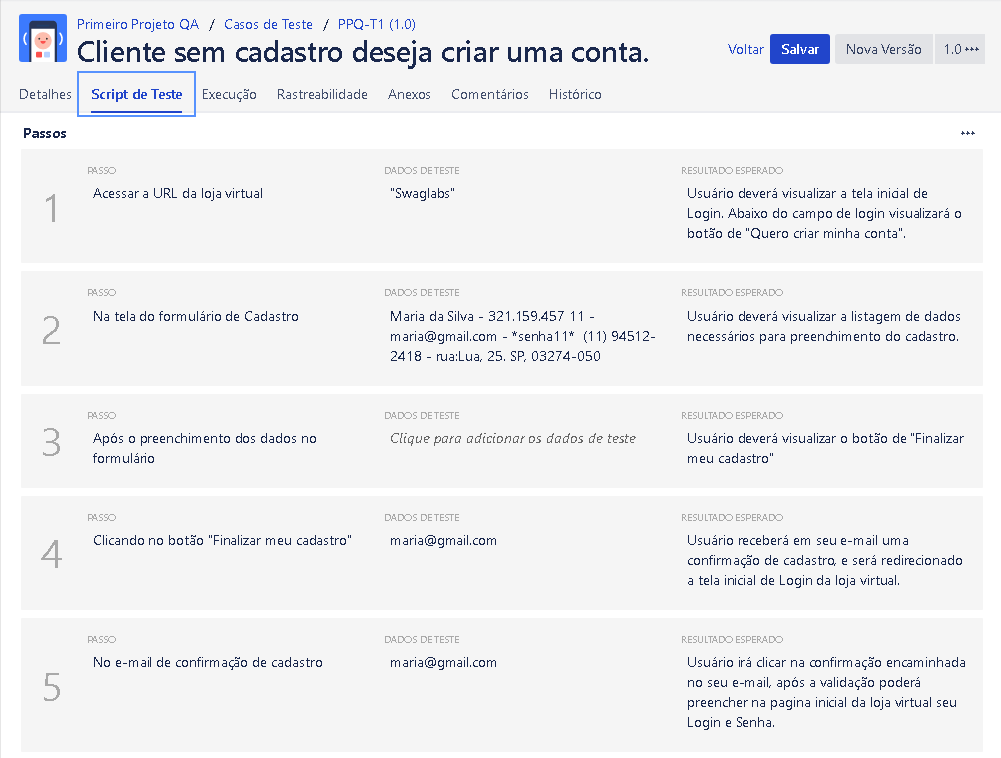 Primeiro Projeto QA / Casos de Teste / PPQ-T1 (1.0)
Cliente sem cadastro deseja criar uma conta.
Voltar Salvar Nova Versão 1.0 •••
Detalhes Script de Teste Execução Rastreabilidade Anexos Comentários Histórico
Passos •••
1
PASSO
Acessar a URL da loja virtual
DADOS DE TESTE
"Swaglabs"
RESULTADO ESPERADO
Usuário deverá visualizar a tela inicial de
Login. Abaixo do campo de login visualizará o
botão de "Quero criar minha conta".
2
PASSO
Na tela do formulário de Cadastro
DADOS DE TESTE
Maria da Silva - 321.159.457 11 -
maria@gmail.com - *senha11* (11) 94512-
2418 - rua:Lua, 25. SP, 03274-050
RESULTADO ESPERADO
Usuário deverá visualizar a listagem de dados
necessários para preenchimento do cadastro.
3
PASSO
Após o preenchimento dos dados no
formulário
DADOS DE TESTE
Clique para adicionar os dados de teste
RESULTADO ESPERADO
Usuário deverá visualizar o botão de "Finalizar
meu cadastro"
4
PASSO
Clicando no botão "Finalizar meu cadastro"
DADOS DE TESTE
maria@gmail.com
RESULTADO ESPERADO
Usuário receberá em seu e-mail uma
confirmação de cadastro, e será redirecionado
a tela inicial de Login da loja virtual.
5
PASSO
No e-mail de confirmação de cadastro
DADOS DE TESTE
maria@gmail.com
RESULTADO ESPERADO
Usuário irá clicar na confirmação encaminhada
no seu e-mail, após a validação poderá
preencher na pagina inicial da loja virtual seu
Login e Senha.